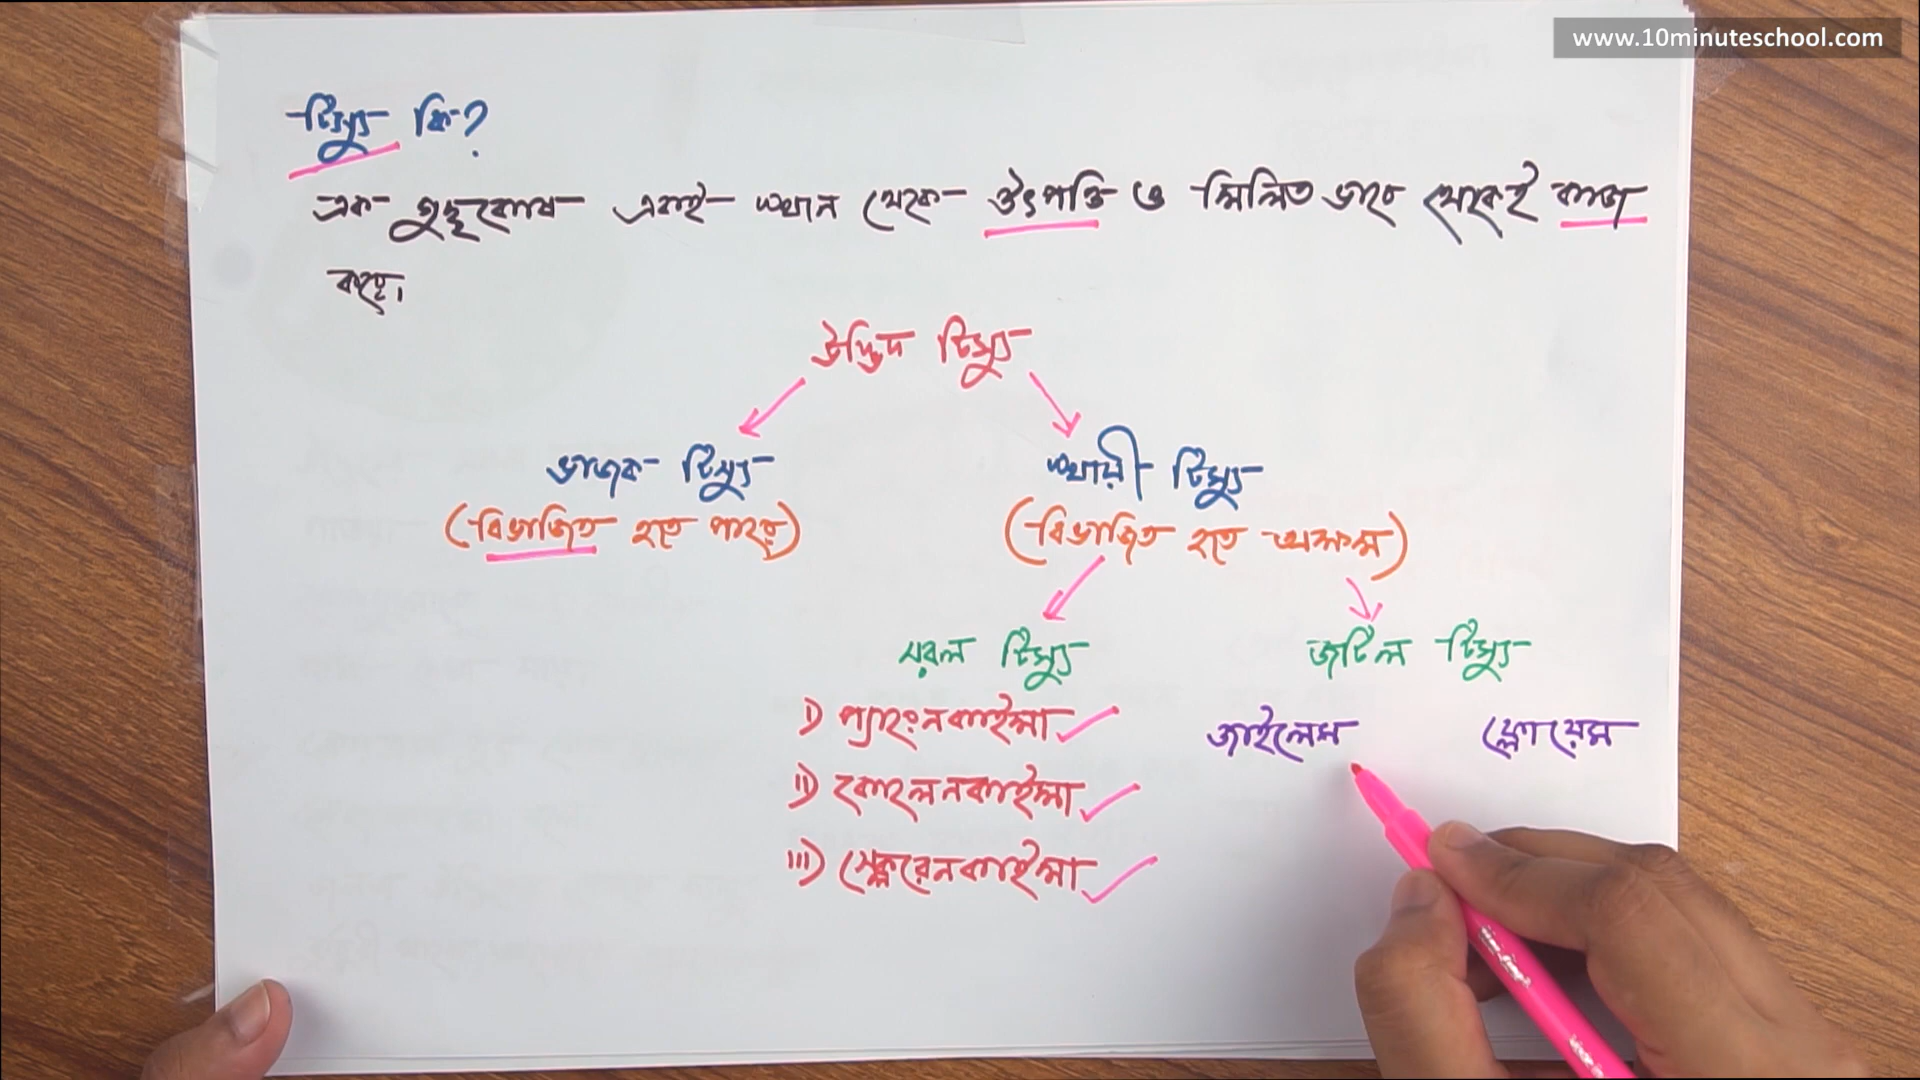 www.10minuteschool.com
টিস্যু কি?
এক গুচ্ছকোষ একই স্থান থেকে উৎপত্তি ও মিলিত ভাবে থেকেই কাজ
করে।
উদ্ভিদ টিস্যু
ভাজক টিস্যু স্থায়ী টিস্যু
(বিভাজিত হতে পারে) (বিভাজিত হতে অক্ষম)
সরল টিস্যু জটিল টিস্যু
i) প্যারেনকাইমা জাইলেম ফ্লোয়েম
ii) কোলেনকাইমা
iii) স্ক্লেরেনকাইমা